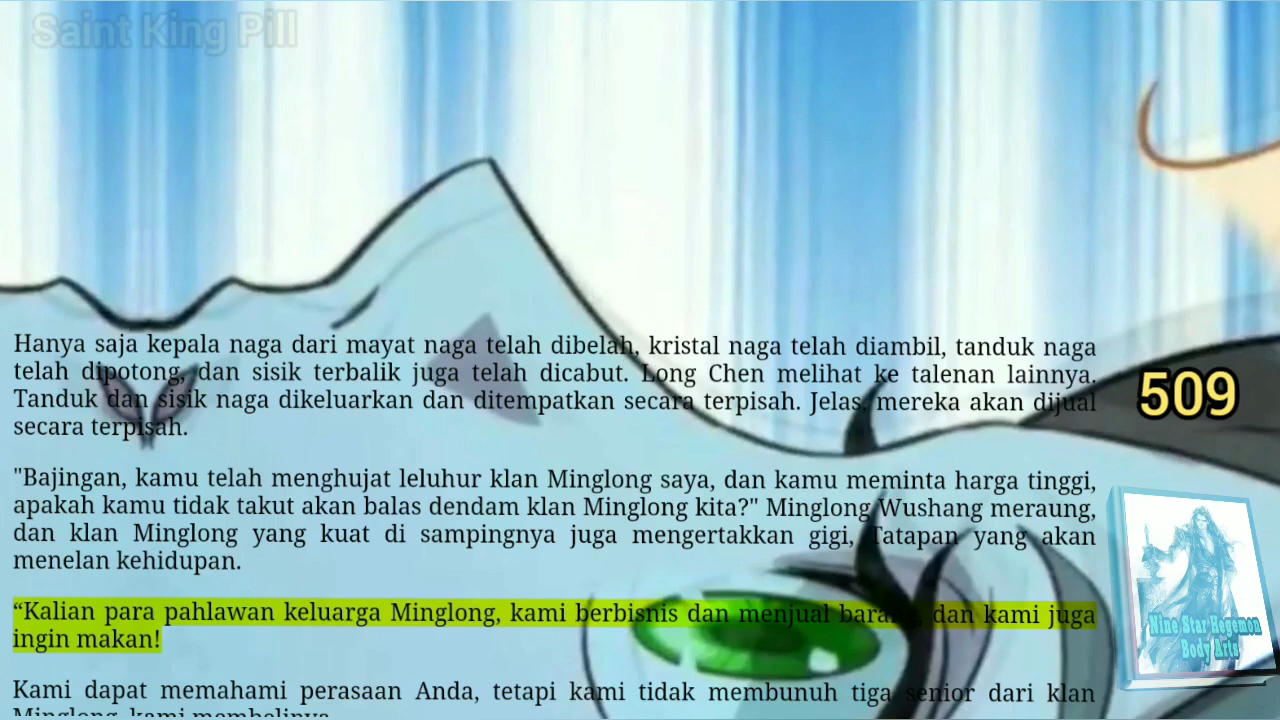 Saint King Pill
Hanya saja kepala naga dari mayat naga telah dibelah, kristal naga telah diambil, tanduk naga
telah dipotong, dan sisik terbalik juga telah dicabut. Long Chen melihat ke talenan lainnya.
Tanduk dan sisik naga dikeluarkan dan ditempatkan secara terpisah. Jelas, mereka akan dijual
secara terpisah.
509
"Bajingan, kamu telah menghujat leluhur klan Minglong saya, dan kamu meminta harga tinggi,
apakah kamu tidak takut akan balas dendam klan Minglong kita?" Minglong Wushang meraung,
dan klan Minglong yang kuat di sampingnya juga mengertakkan gigi, Tatapan yang akan
menelan kehidupan.
“Kalian para pahlawan keluarga Minglong, kami berbisnis dan menjual barang, dan kami juga
ingin makan!
Nine Star Hegemon
Body Arts
Kami dapat memahami perasaan Anda, tetapi kami tidak membunuh tiga senior dari klan
Minglong, kami membelinya